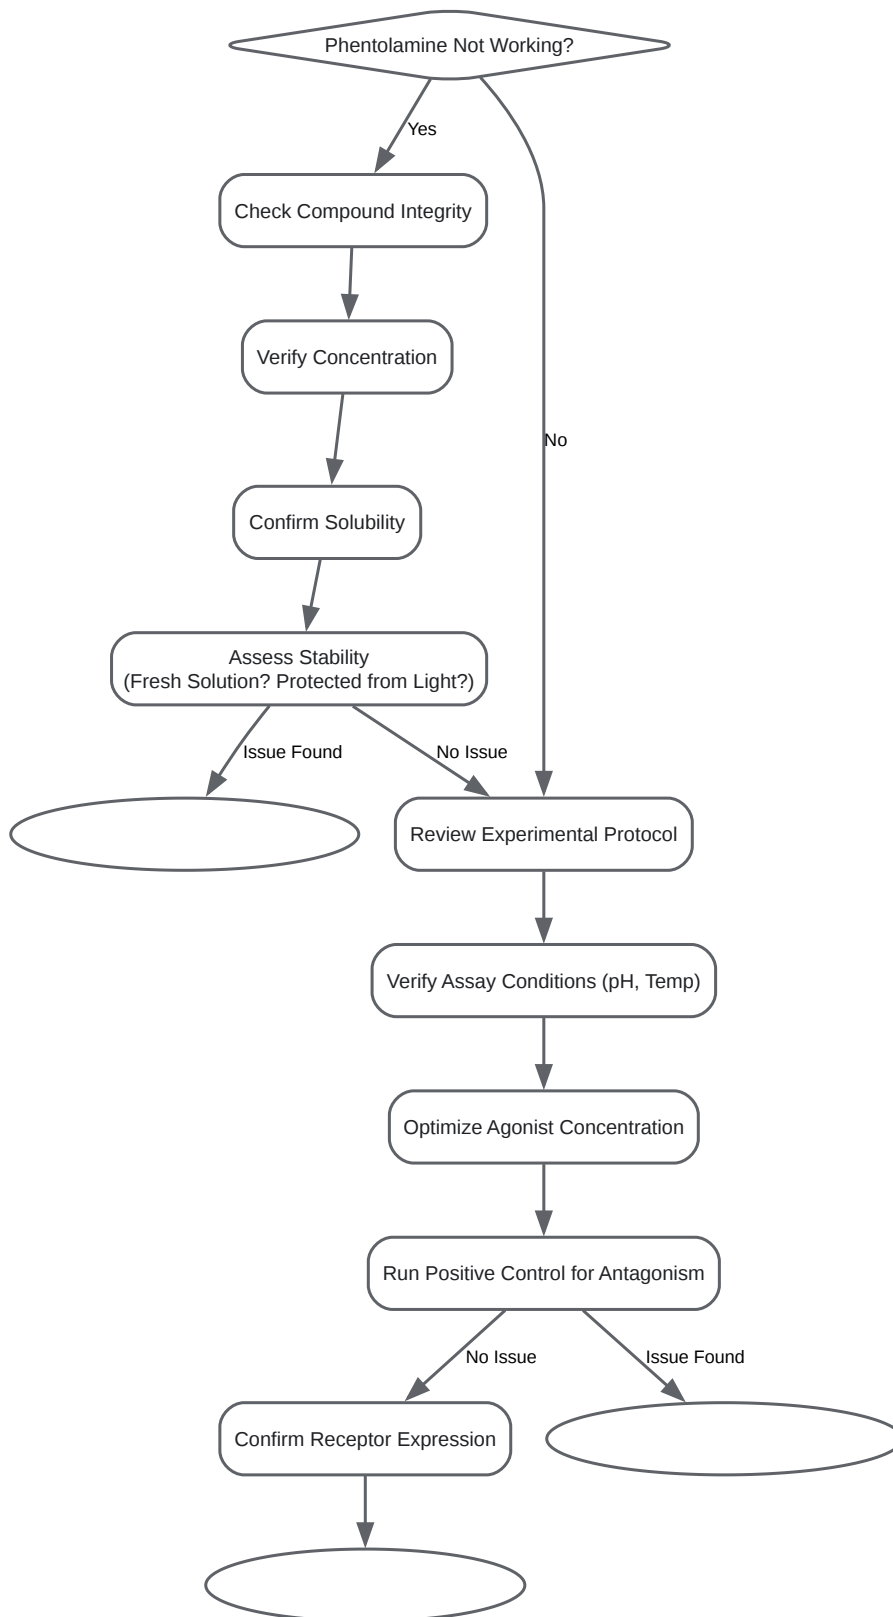 Phentolamine Not Working?
Yes
Check Compound Integrity
Verify Concentration
No
Confirm Solubility
Assess Stability
(Fresh Solution? Protected from Light?)
Issue Found
No Issue
Review Experimental Protocol
Verify Assay Conditions (pH, Temp)
Optimize Agonist Concentration
Run Positive Control for Antagonism
No Issue
Issue Found
Confirm Receptor Expression